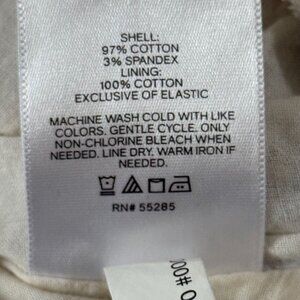 SHELL:
97% COTTON
3% SPANDEX
LINING:
100% COTTON
EXCLUSIVE OF ELASTIC
MACHINE WASH COLD WITH LIKE
COLORS. GENTLE CYCLE. ONLY
NON-CHLORINE BLEACH WHEN
NEEDED. LINE DRY. WARM IRON IF
NEEDED.
RN# 55285